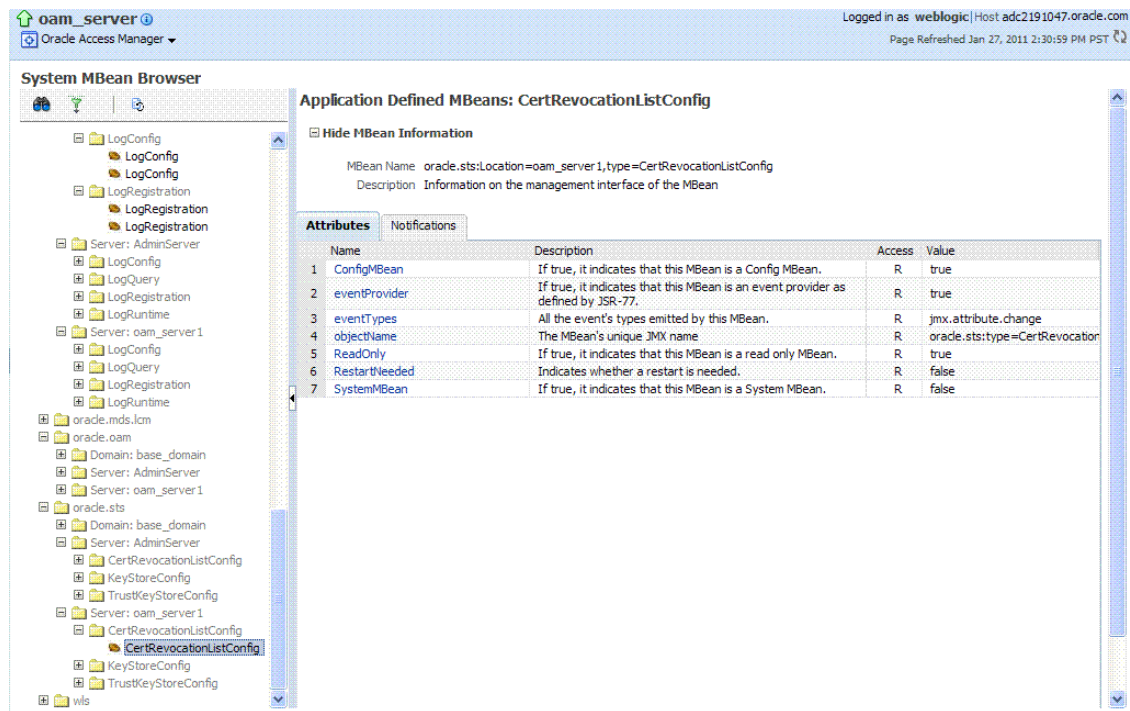 oam_server
Logged in as weblogic|Host adc2191047.oracle.com
Oracle Access Manager
Page Refreshed Jan 27, 2011 2:30:59 PM PST
System MBean Browser
LogConfig
LogConfig
LogConfig
LogRegistration
LogRegistration
LogRegistration
Server: AdminServer
LogConfig
LogQuery
LogRegistration
LogRuntime
Server: oam_server1
LogConfig
LogQuery
LogRegistration
LogRuntime
oracle.mds.lcm
oracle.oam
Domain: base_domain
Server: AdminServer
Server: oam_server1
oracle.sts
Domain: base_domain
Server: AdminServer
CertRevocationListConfig
KeyStoreConfig
TrustKeyStoreConfig
Server: oam_server1
CertRevocationListConfig
CertRevocationListConfig
KeyStoreConfig
TrustKeyStoreConfig
wls
Application Defined MBeans: CertRevocationListConfig
Hide MBean Information
MBean Name oracle.sts:Location=oam_server1,type=CertRevocationListConfig
Description Information on the management interface of the MBean
Attributes Notifications
Name Description Access Value
1 ConfigMBean If true, it indicates that this MBean is a Config MBean. R true
2 eventProvider If true, it indicates that this MBean is an event provider as defined by JSR-77. R true
3 eventTypes All the event's types emitted by this MBean. R jmx.attribute.change
4 objectName The MBean's unique JMX name R oracle.sts:type=CertRevocation
5 ReadOnly If true, it indicates that this MBean is a read only MBean. R true
6 RestartNeeded Indicates whether a restart is needed. R false
7 SystemMBean If true, it indicates that this MBean is a System MBean. R false